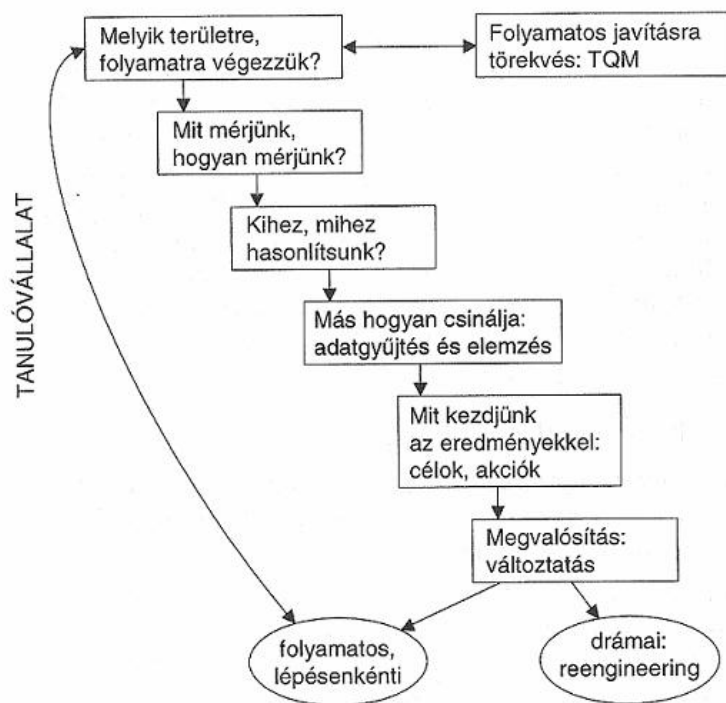 Melyik területre,
folyamatra végezzük?
Folyamatos javításra
törekvés: TQM
Mit mérjünk,
hogyan mérjünk?
Kihez, mihez
hasonlítsunk?
TANULÓVÁLLALAT
Más hogyan csinálja:
adatgyűjtés és elemzés
Mit kezdjünk
az eredményekkel:
célok, akciók
Megvalósítás:
változtatás
folyamatos,
lépésenkénti
drámai:
reengineering